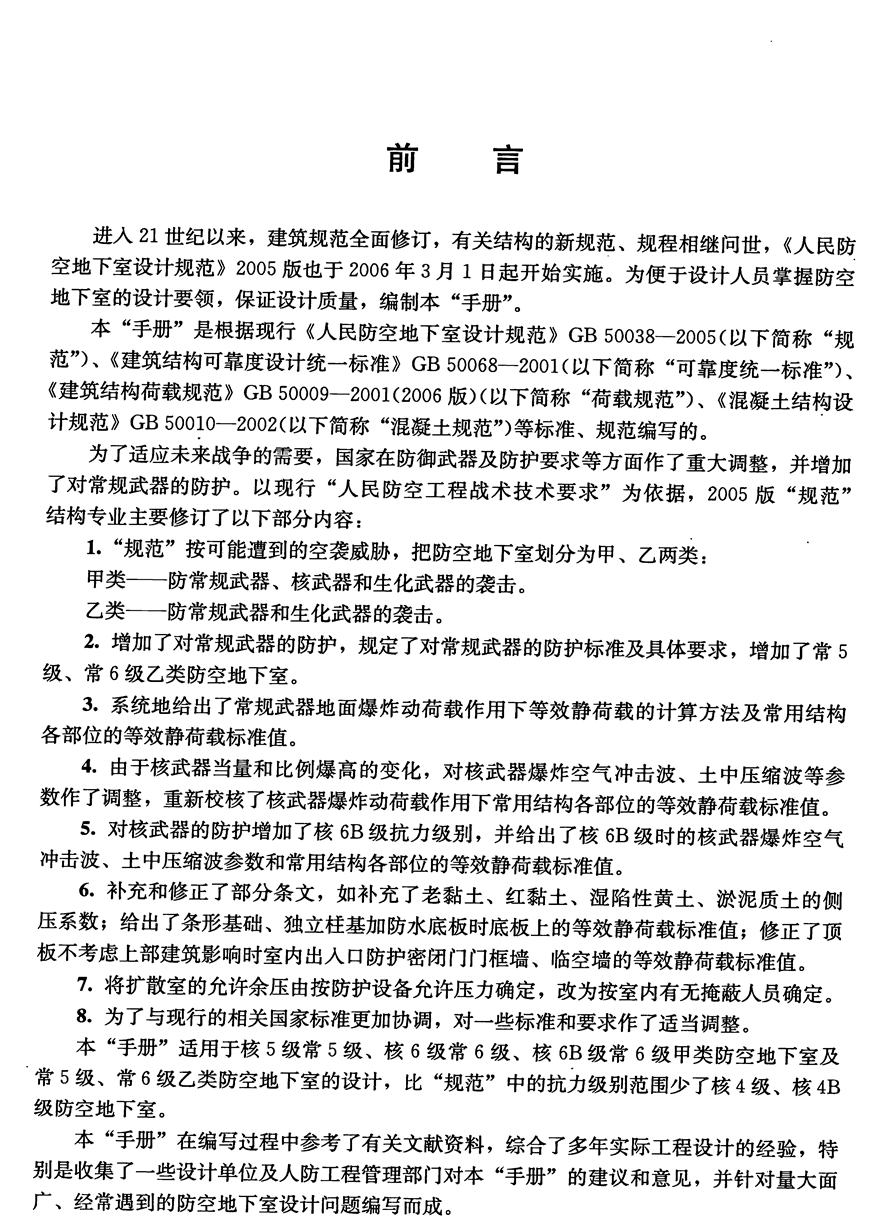 前 言
进入 21 世纪以来，建筑规范全面修订，有关结构的新规范、规程相继问世，《人民防
空地下室设计规范》2005 版也于 2006 年 3 月 1 日起开始实施。为便于设计人员掌握防空
地下室的设计要领，保证设计质量，编制本“手册”。
本“手册”是根据现行《人民防空地下室设计规范》GB 50038—2005(以下简称“规
范”)、《建筑结构可靠度设计统一标准》GB 50068—2001(以下简称“可靠度统一标准”)、
《建筑结构荷载规范》GB 50009—2001(2006 版)(以下简称“荷载规范”)、《混凝土结构设
计规范》GB 50010—2002(以下简称“混凝土规范”)等标准、规范编写的。
为了适应未来战争的需要，国家在防御武器及防护要求等方面作了重大调整，并增加
了对常规武器的防护。以现行“人民防空工程战术技术要求”为依据，2005 版“规范”
结构专业主要修订了以下部分内容：
1. “规范”按可能遭到的空袭威胁，把防空地下室划分为甲、乙两类：
甲类——防常规武器、核武器和生化武器的袭击。
乙类——防常规武器和生化武器的袭击。
2. 增加了对常规武器的防护，规定了对常规武器的防护标准及具体要求，增加了常 5
级、常 6 级乙类防空地下室。
3. 系统地给出了常规武器地面爆炸动荷载作用下等效静荷载的计算方法及常用结构
各部位的等效静荷载标准值。
4. 由于核武器当量和比例爆高的变化，对核武器爆炸空气冲击波、土中压缩波等参
数作了调整，重新校核了核武器爆炸动荷载作用下常用结构各部位的等效静荷载标准值。
5. 对核武器的防护增加了核 6B 级抗力级别，并给出了核 6B 级时的核武器爆炸空气
冲击波、土中压缩波参数和常用结构各部位的等效静荷载标准值。
6. 补充和修正了部分条文，如补充了老黏土、红黏土、湿陷性黄土、淤泥质土的侧
压系数；给出了条形基础、独立柱基加防水底板时底板上的等效静荷载标准值；修正了顶
板不考虑上部建筑影响时室内出入口防护密闭门门框墙、临空墙的等效静荷载标准值。
7. 将扩散室的允许余压由按防护设备允许压力确定，改为按室内有无掩蔽人员确定。
8. 为了与现行的相关国家标准更加协调，对一些标准和要求作了适当调整。
本“手册”适用于核 5 级常 5 级、核 6 级常 6 级、核 6B 级常 6 级甲类防空地下室及
常 5 级、常 6 级乙类防空地下室的设计，比“规范”中的抗力级别范围少了核 4 级、核 4B
级防空地下室。
本“手册”在编写过程中参考了有关文献资料，综合了多年实际工程设计的经验，特
别是收集了一些设计单位及人防工程管理部门对本“手册”的建议和意见，并针对量大面
广、经常遇到的防空地下室设计问题编写而成。